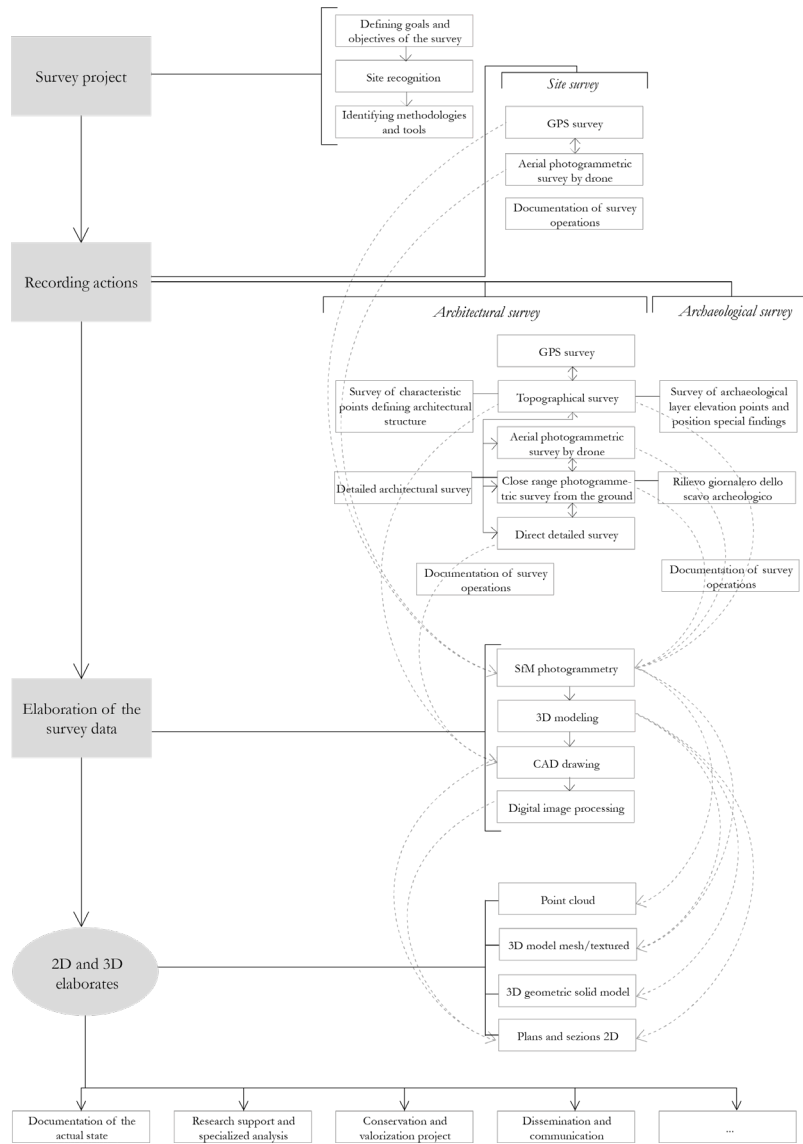 Survey project
Defining goals and
objectives of the survey
Site recognition
Identifying methodologies
and tools
Site survey
GPS survey
Aerial photogrammetric
survey by drone
Documentation of survey
operations
Recording actions
Architectural survey
Archaeological survey
GPS survey
Survey of characteristic
points defining architectural
structure
Topographical survey
Survey of archaeological
layer elevation points and
position special findings
Aerial photogrammetric
survey by drone
Detailed architectural survey
Close range photogramme-
tric survey from the ground
Rilievo giornalero dello
scavo archeologico
Direct detailed survey
Documentation of survey
operations
Documentation of survey
operations
Elaboration of the
survey data
SfM photogrammetry
3D modeling
CAD drawing
Digital image processing
2D and 3D
elaborates
Point cloud
3D model mesh/textured
3D geometric solid model
Plans and sezions 2D
Documentation of the
actual state
Research support and
specialized analysis
Conservation and
valorization project
Dissemination and
communication
...